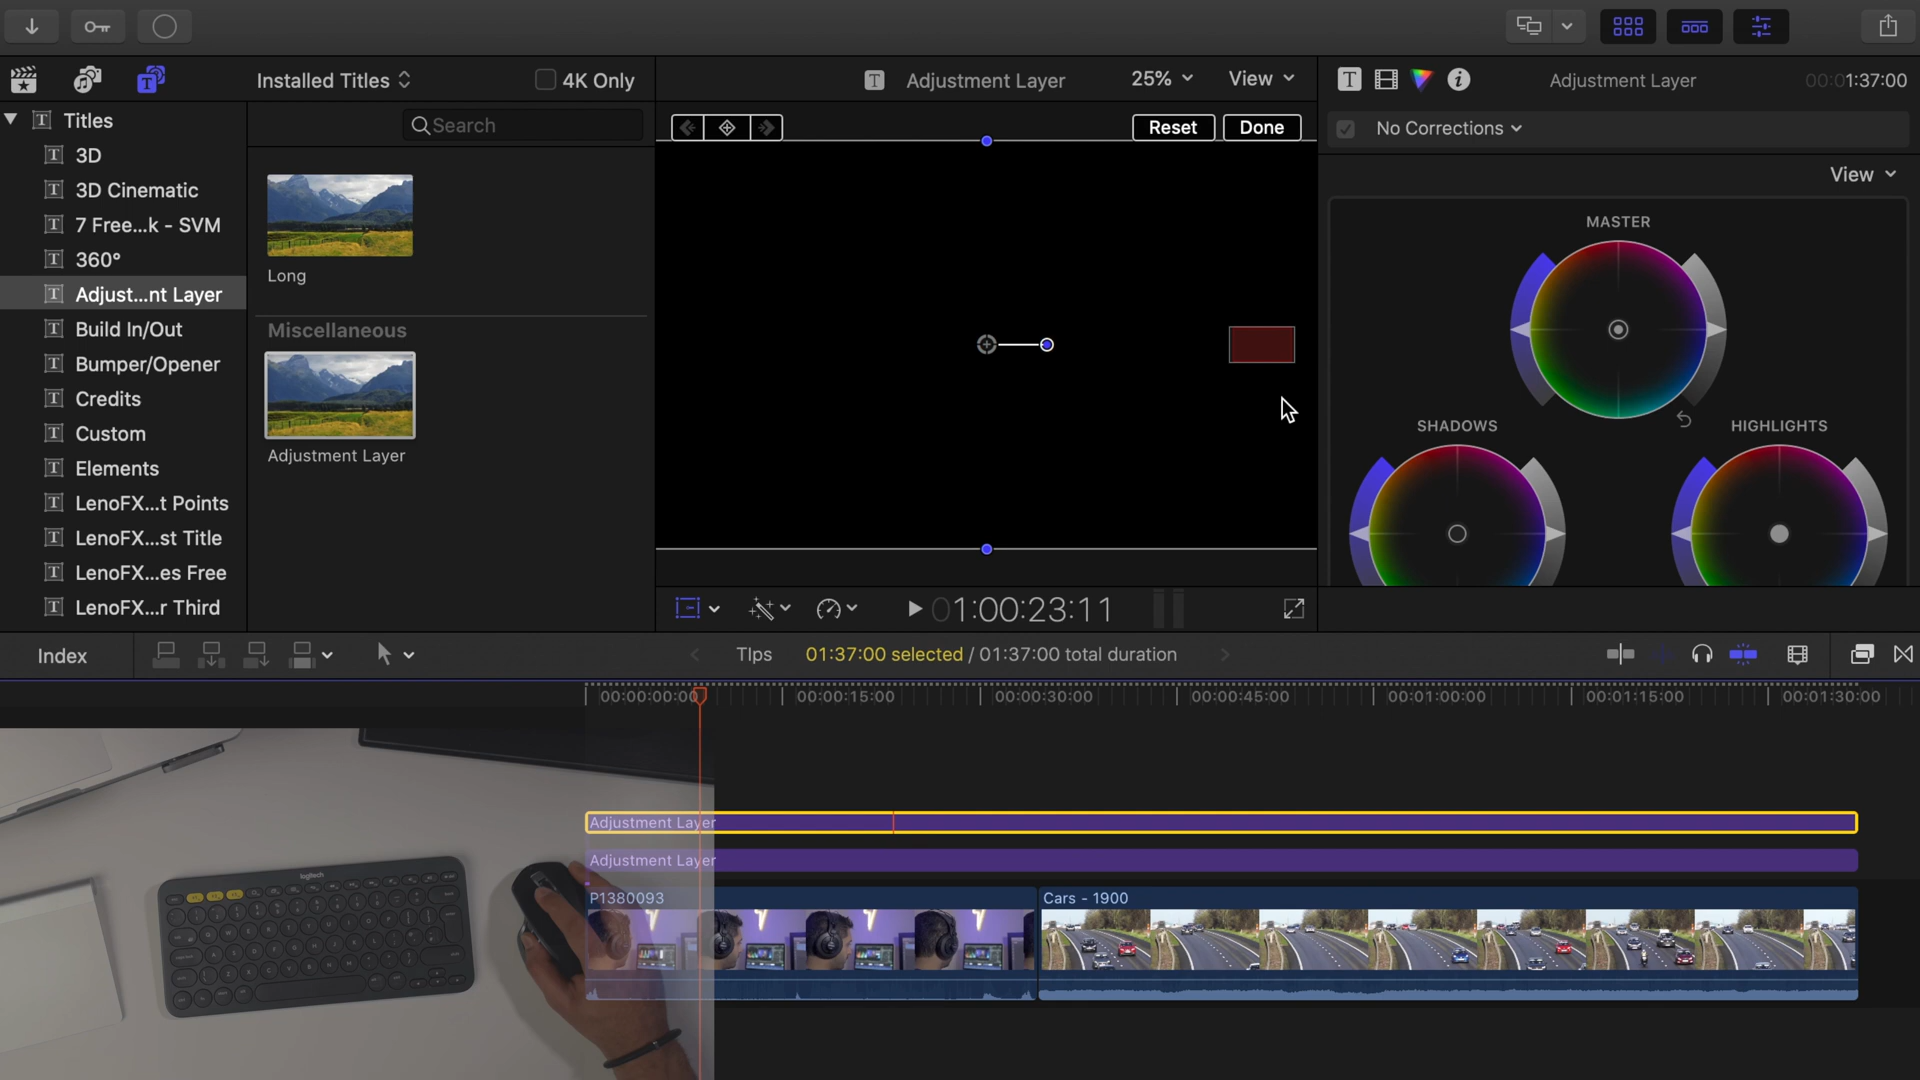 Installed Titles
4K Only
Adjustment Layer
25%
View
Adjustment Layer
00:01:37:00
Titles
Search
Reset
Done
No Corrections
3D
3D Cinematic
7 Free...k - SVM
360°
Adjust...nt Layer
Build In/Out
Bumper/Opener
Credits
Custom
Elements
LenoFX...t Points
LenoFX...st Title
LenoFX...es Free
LenoFX...r Third
Long
Miscellaneous
Adjustment Layer
View
MASTER
SHADOWS
HIGHLIGHTS
01:00:23:11
Index
TIps
01:37:00 selected / 01:37:00 total duration
00:00:00:00
00:00:15:00
00:00:30:00
00:00:45:00
00:01:00:00
00:01:15:00
00:01:30:00
Adjustment Layer
Adjustment Layer
P1380093
Cars - 1900
logitech